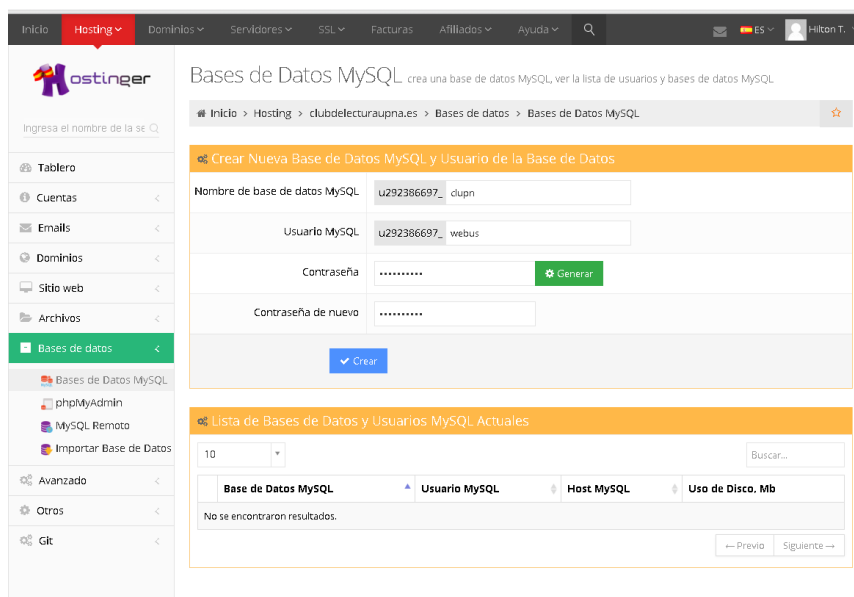 Inicio Hosting Dominios Servidores SSL Facturas Afiliados Ayuda ES Hilton T.
Hostinger
Bases de Datos MySQL crea una base de datos MySQL, ver la lista de usuarios y bases de datos MySQL
Inicio > Hosting > clubdelecturaupna.es > Bases de datos > Bases de Datos MySQL
Ingresa el nombre de la se
Tablero
Cuentas
Emails
Dominios
Sitio web
Archivos
Bases de datos
Bases de Datos MySQL
phpMyAdmin
MySQL Remoto
Importar Base de Datos
Avanzado
Otros
Git
Crear Nueva Base de Datos MySQL y Usuario de la Base de Datos
Nombre de base de datos MySQL u292386697_ clupn
Usuario MySQL u292386697_ webus
Contraseña •••••••••• Generar
Contraseña de nuevo ••••••••••
Crear
Lista de Bases de Datos y Usuarios MySQL Actuales
10 Buscar...
Base de Datos MySQL Usuario MySQL Host MySQL Uso de Disco, Mb
No se encontraron resultados.
← Previo Siguiente →